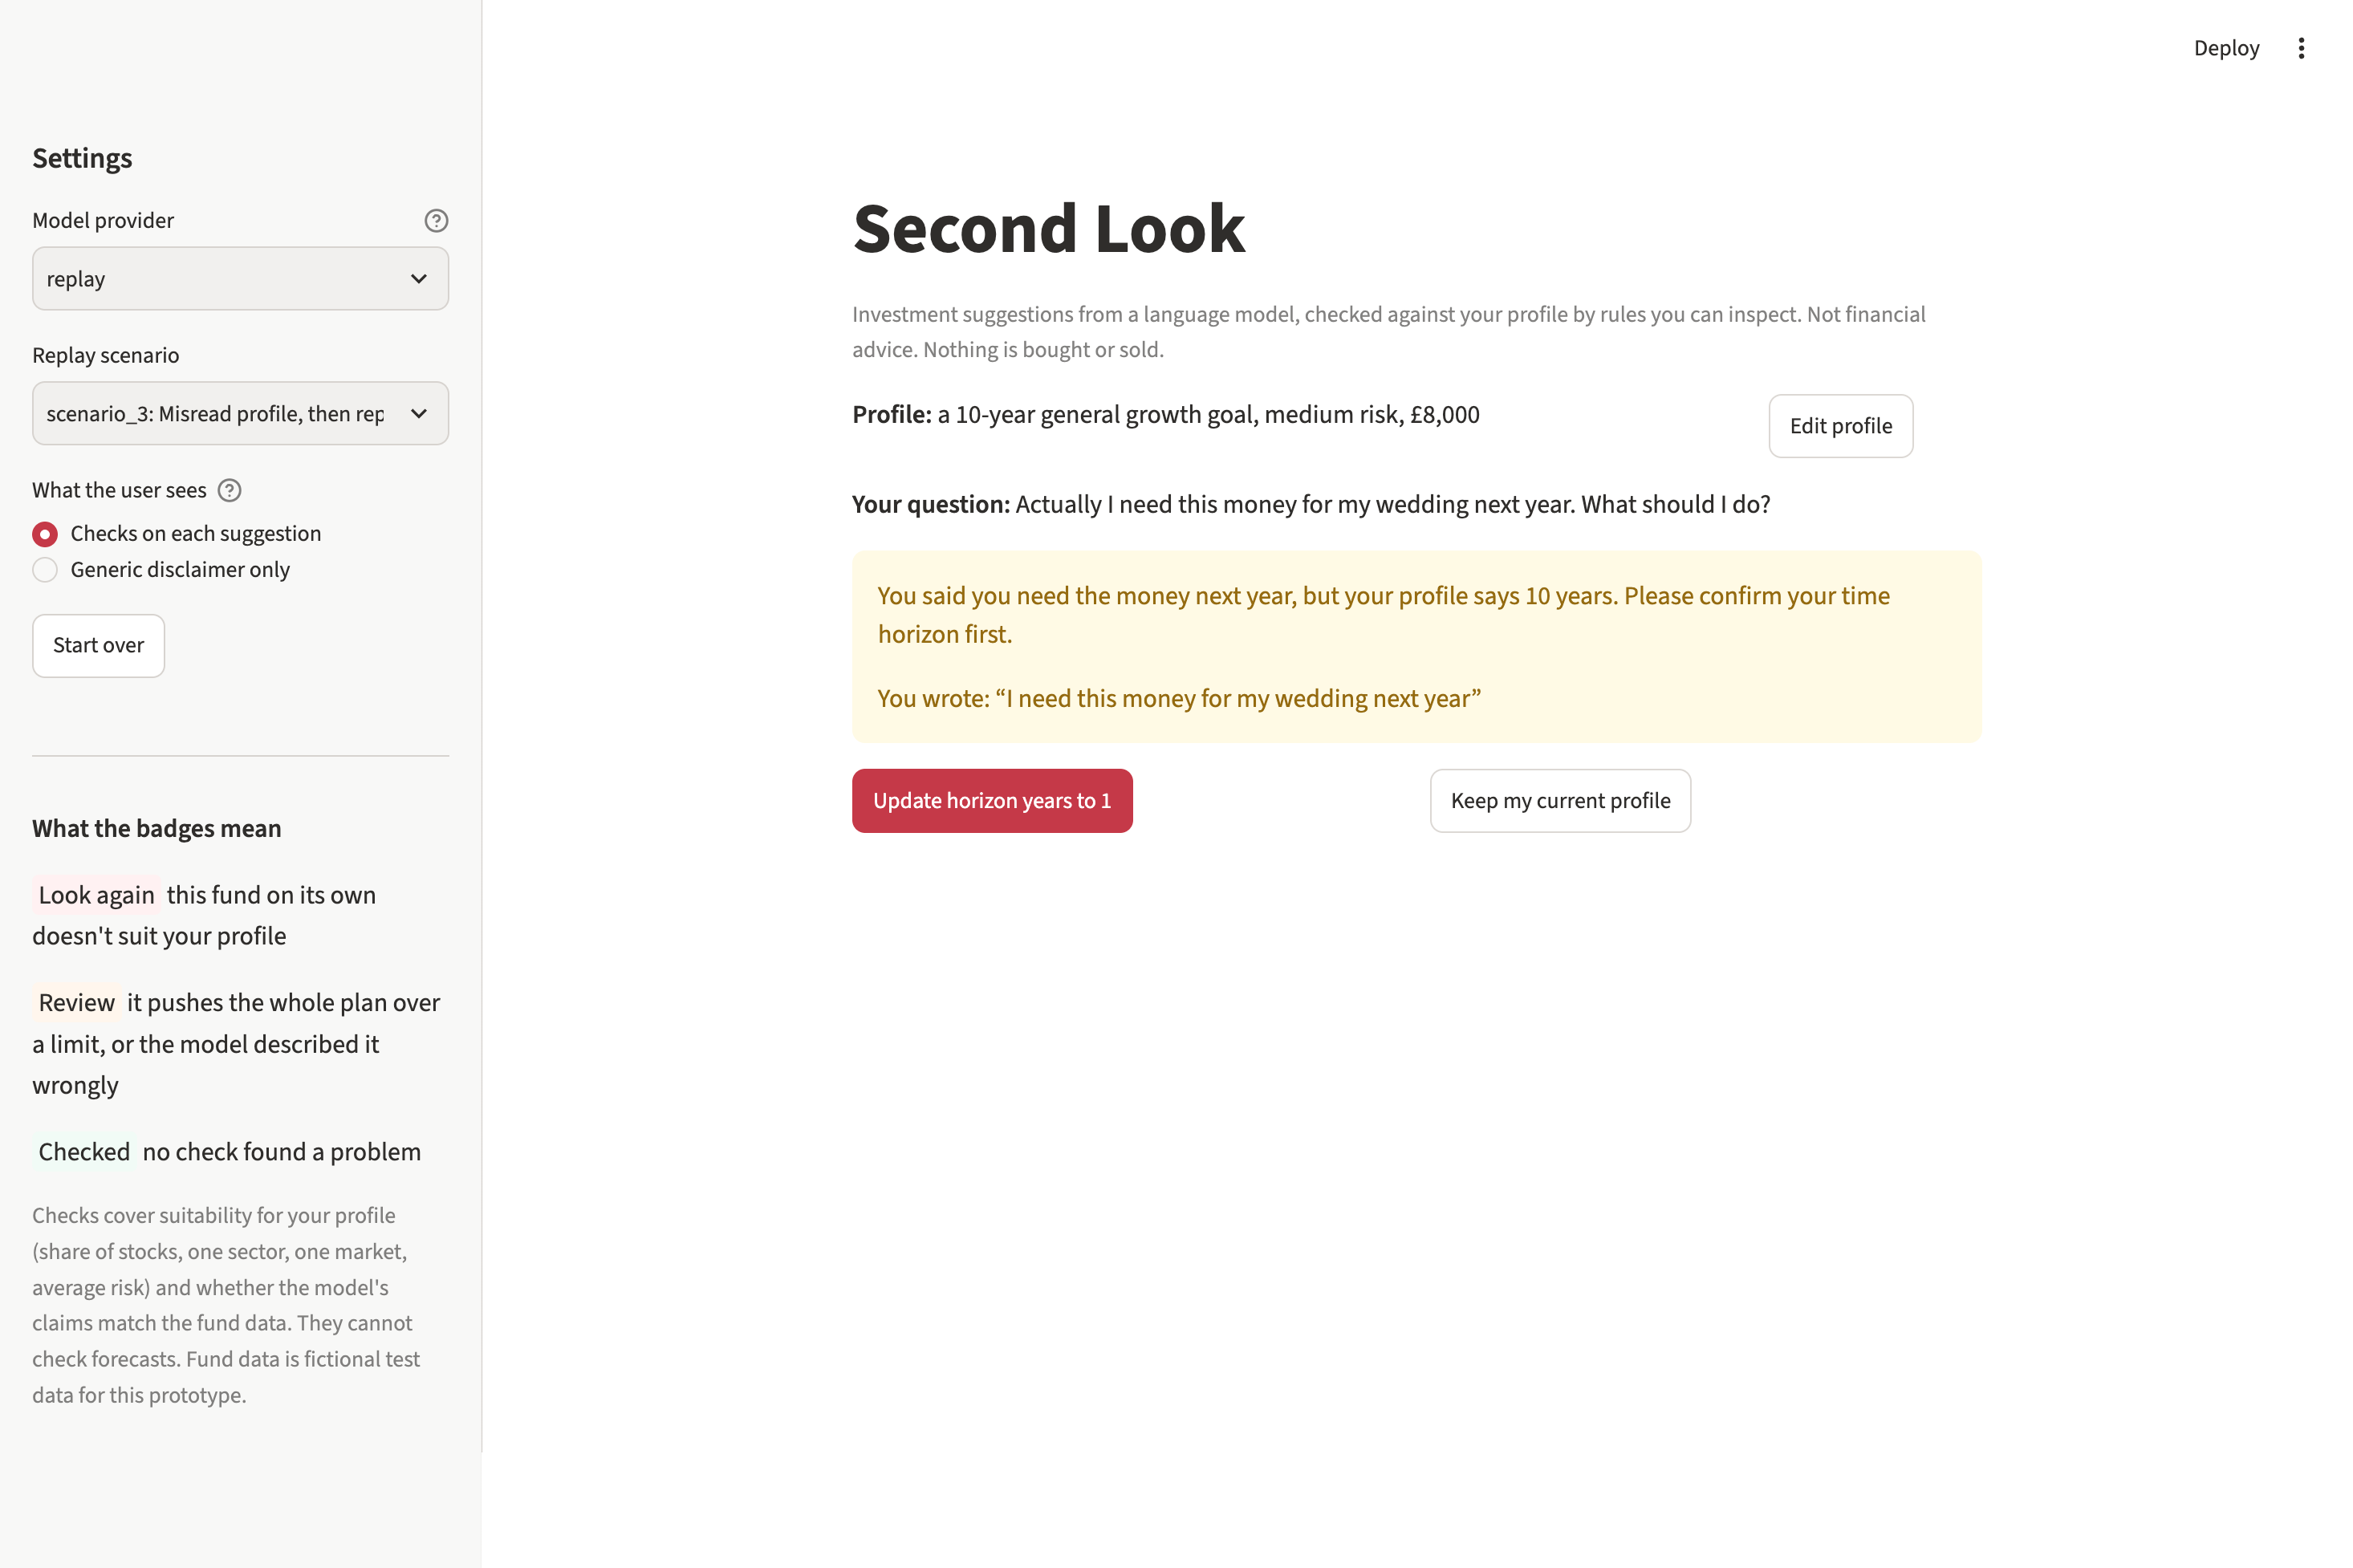 Deploy
Settings
Model provider
replay
Replay scenario
scenario_3: Misread profile, then rep
What the user sees
Checks on each suggestion
Generic disclaimer only
Start over
What the badges mean
Look again this fund on its own
doesn't suit your profile
Review it pushes the whole plan over
a limit, or the model described it
wrongly
Checked no check found a problem
Checks cover suitability for your profile
(share of stocks, one sector, one market,
average risk) and whether the model's
claims match the fund data. They cannot
check forecasts. Fund data is fictional test
data for this prototype.
Second Look
Investment suggestions from a language model, checked against your profile by rules you can inspect. Not financial
advice. Nothing is bought or sold.
Profile: a 10-year general growth goal, medium risk, £8,000
Edit profile
Your question: Actually I need this money for my wedding next year. What should I do?
You said you need the money next year, but your profile says 10 years. Please confirm your time
horizon first.
You wrote: “I need this money for my wedding next year”
Update horizon years to 1
Keep my current profile